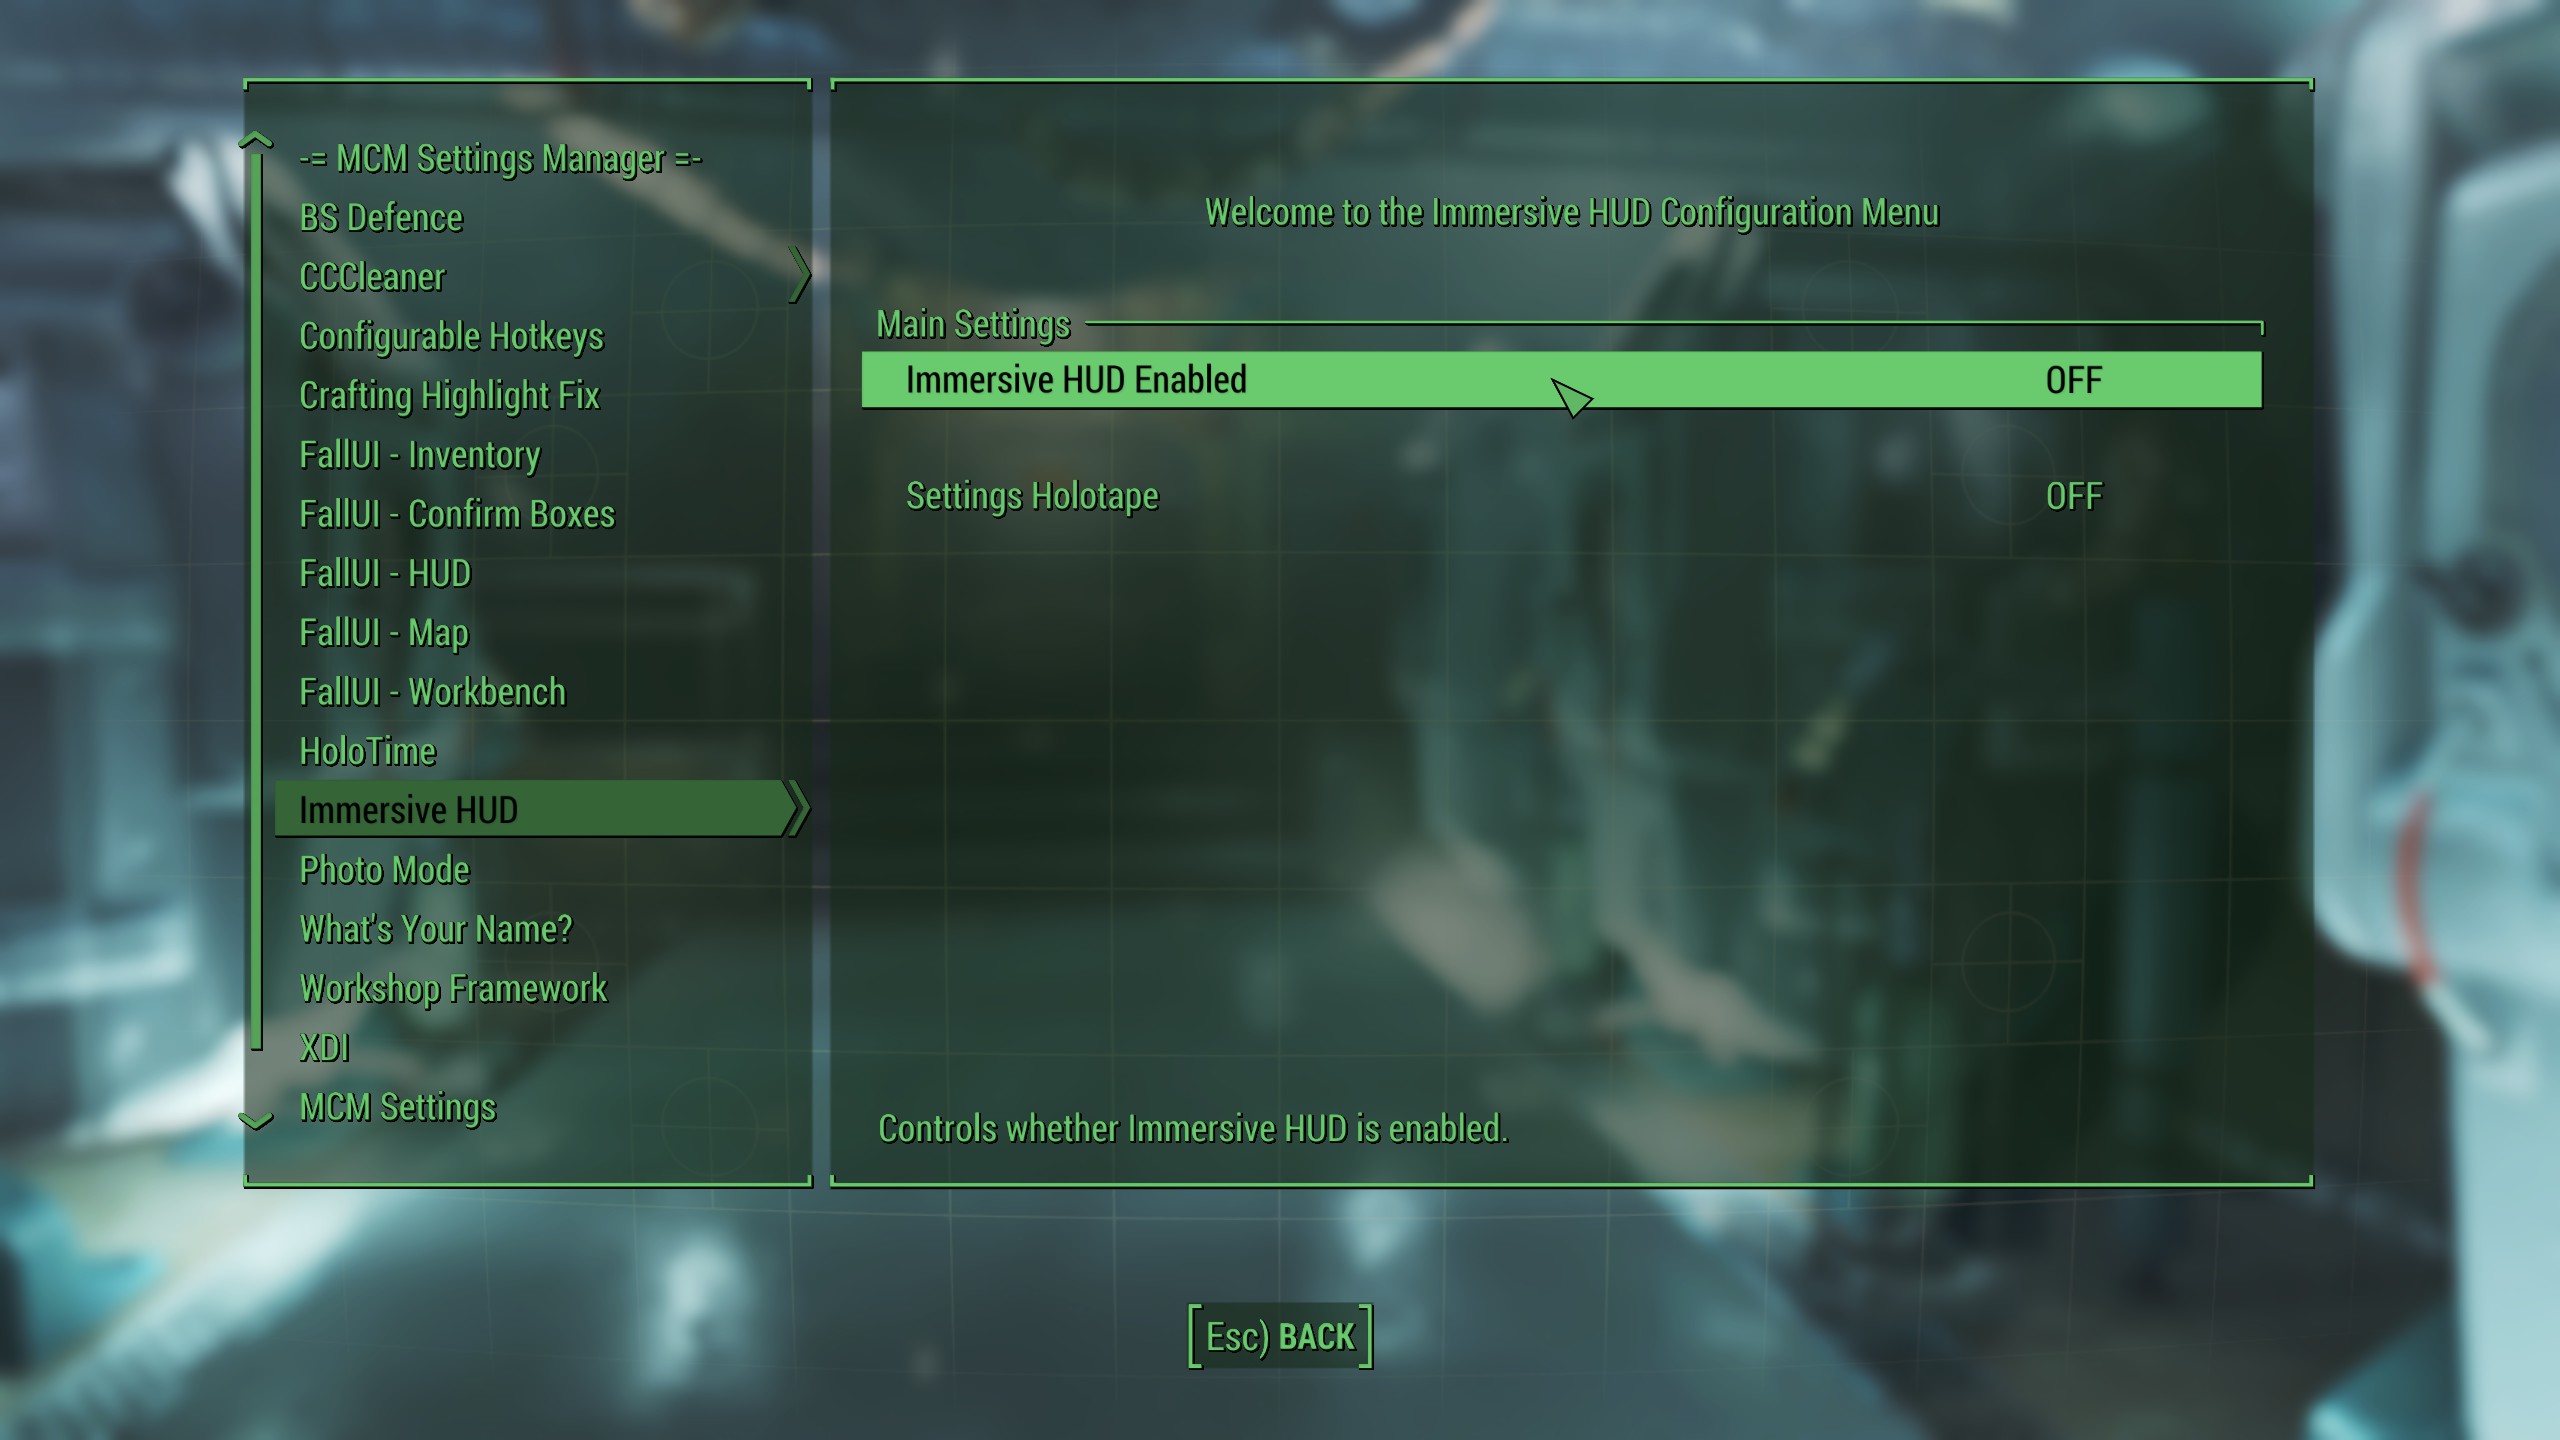 -= MCM Settings Manager =-
BS Defence
CCCleaner
Configurable Hotkeys
Crafting Highlight Fix
FallUI - Inventory
FallUI - Confirm Boxes
FallUI - HUD
FallUI - Map
FallUI - Workbench
HoloTime
Immersive HUD
Photo Mode
What's Your Name?
Workshop Framework
XDI
MCM Settings
Welcome to the Immersive HUD Configuration Menu
Main Settings
Immersive HUD Enabled OFF
Settings Holotape OFF
Controls whether Immersive HUD is enabled.
Esc) BACK